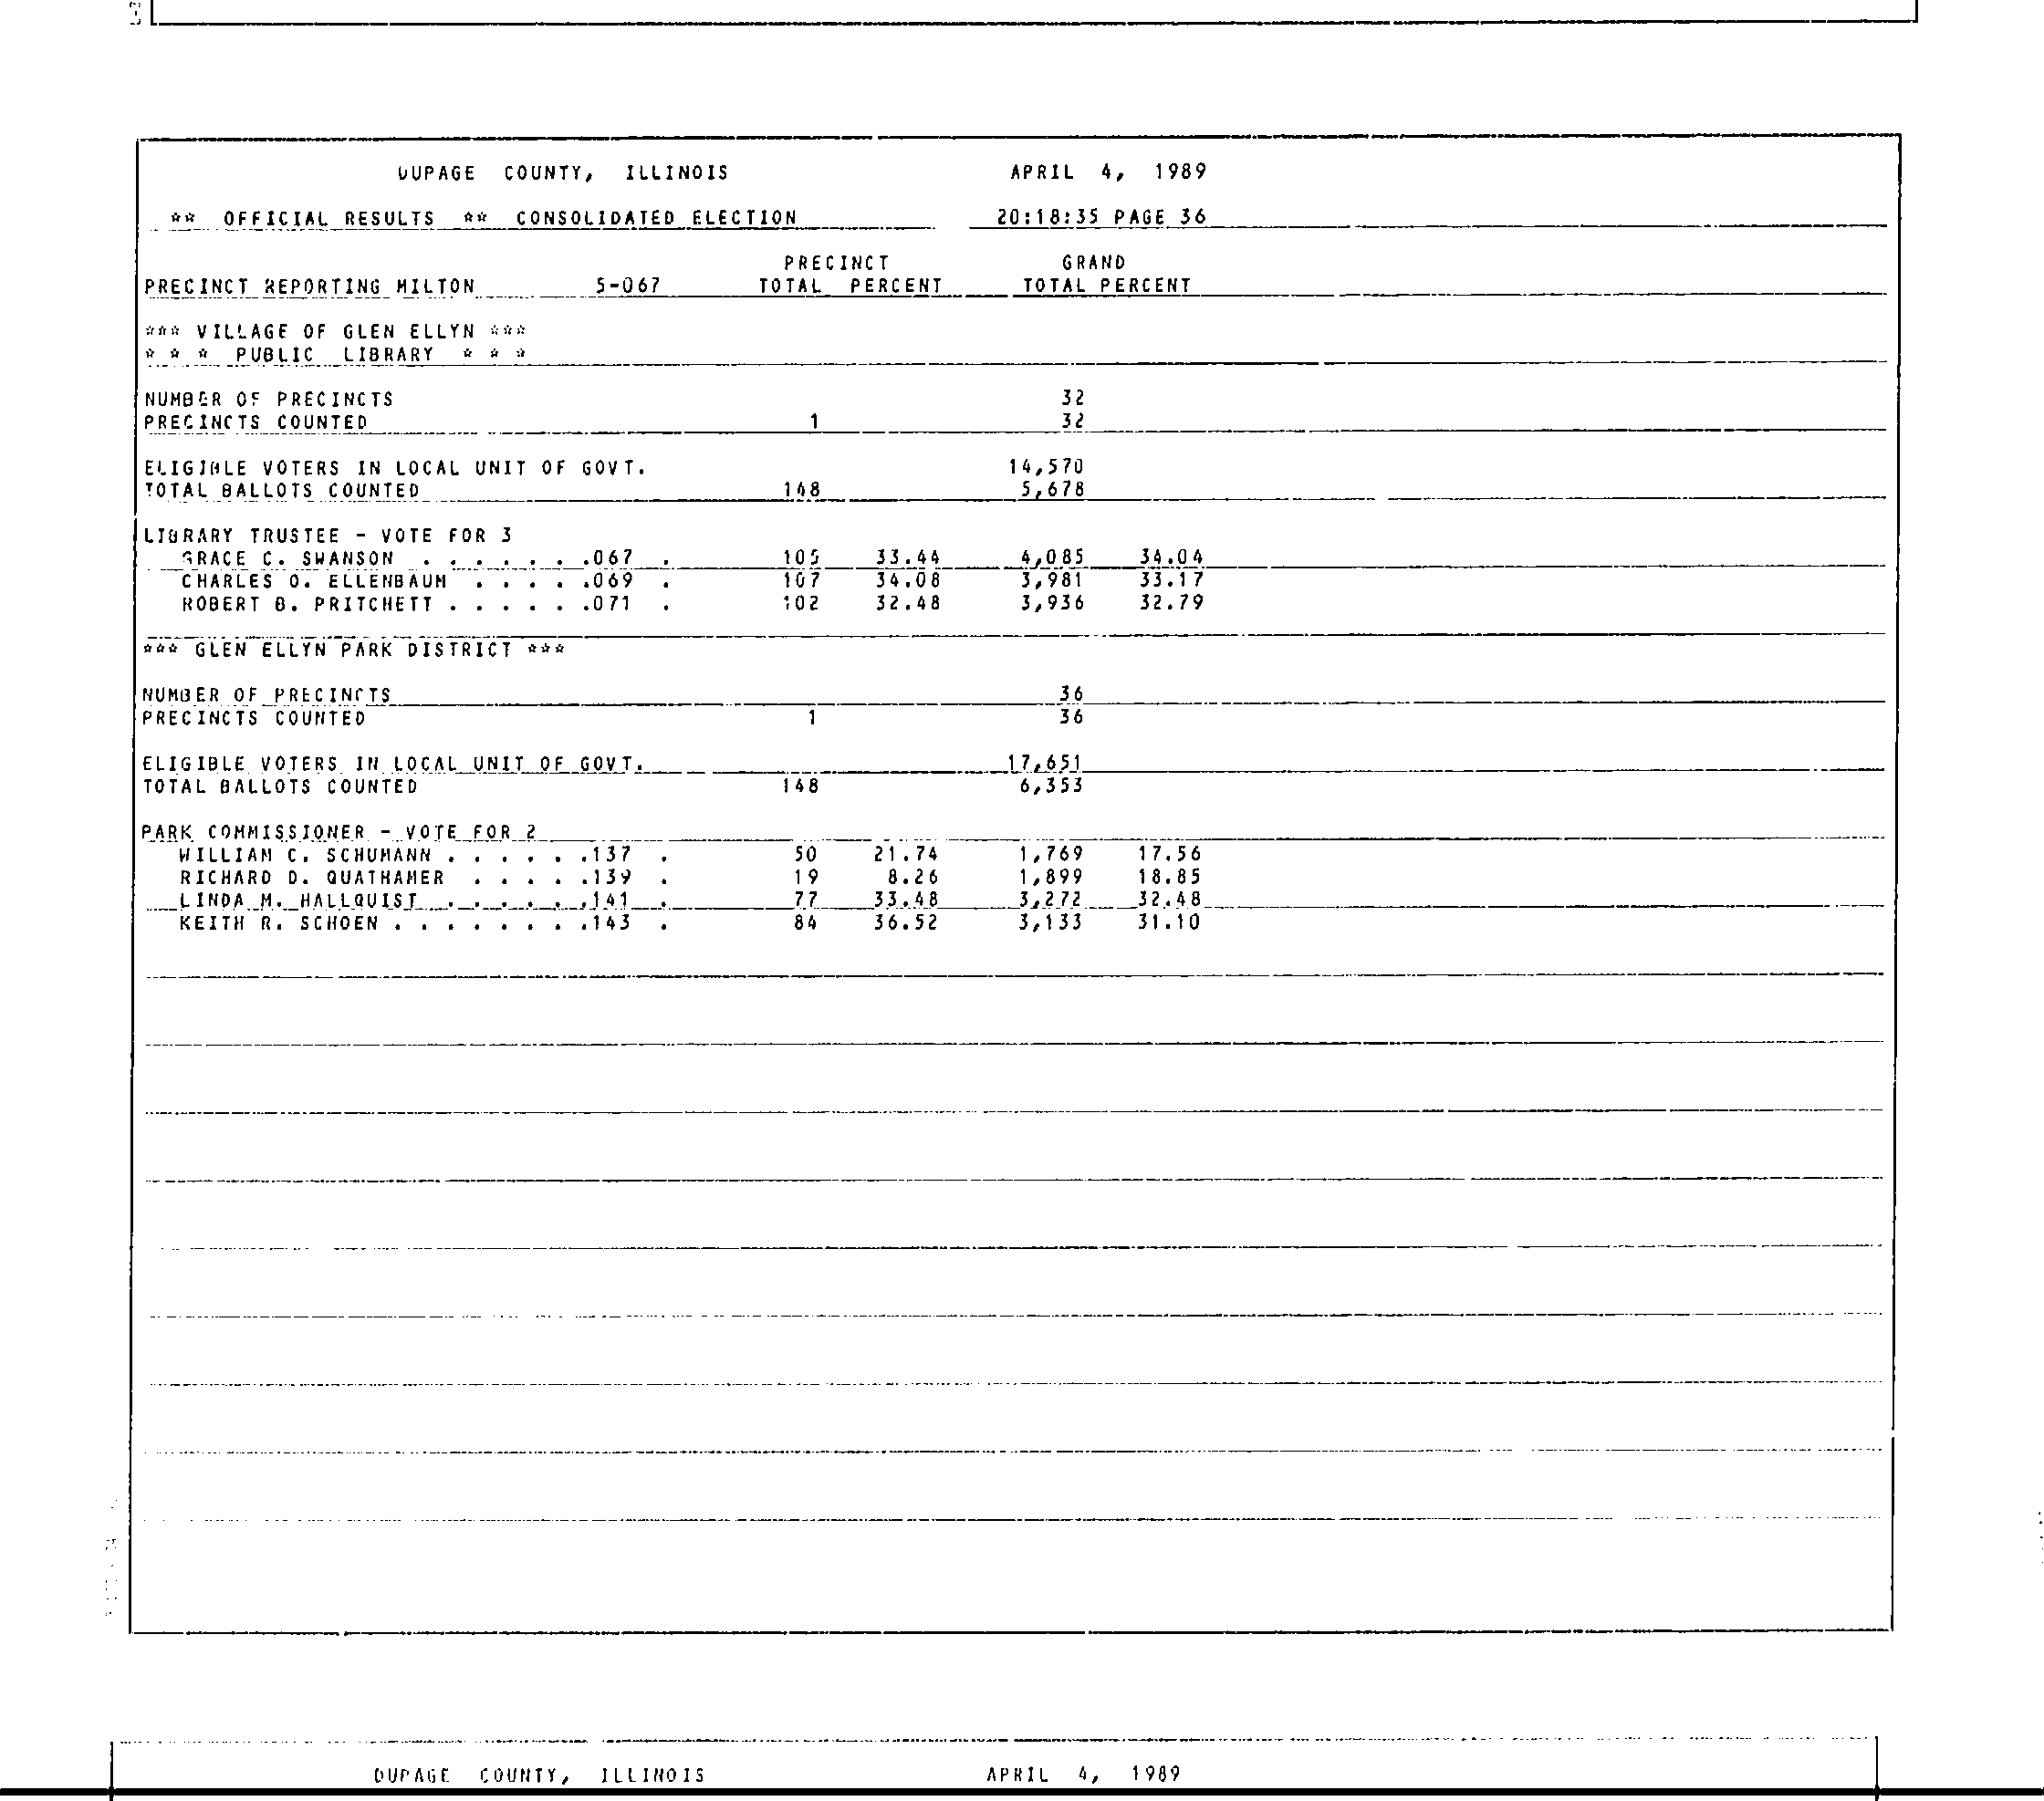 DUPAGE COUNTY, ILLINOIS APRIL 4, 1989
** OFFICIAL RESULTS ** CONSOLIDATED ELECTION 20:18:35 PAGE 36
PRECINCT GRAND
PRECINCT REPORTING MILTON 5-067 TOTAL PERCENT TOTAL PERCENT
*** VILLAGE OF GLEN ELLYN ***
* * * PUBLIC LIBRARY * * *
NUMBER OF PRECINCTS 32
PRECINCTS COUNTED 1 32
ELIGIBLE VOTERS IN LOCAL UNIT OF GOVT. 14,570
TOTAL BALLOTS COUNTED 148 5,678
LIBRARY TRUSTEE - VOTE FOR 3
GRACE C. SWANSON . . . . . . .067 . 105 33.44 4,085 34.04
CHARLES O. ELLENBAUM . . . . .069 . 107 34.08 3,981 33.17
ROBERT B. PRITCHETT . . . . . .071 . 102 32.48 3,936 32.79
*** GLEN ELLYN PARK DISTRICT ***
NUMBER OF PRECINCTS 36
PRECINCTS COUNTED 1 36
ELIGIBLE VOTERS IN LOCAL UNIT OF GOVT. 17,651
TOTAL BALLOTS COUNTED 148 6,353
PARK COMMISSIONER - VOTE FOR 2
WILLIAM C. SCHUMANN . . . . . .137 . 50 21.74 1,769 17.56
RICHARD D. QUATHAMER . . . . .139 . 19 8.26 1,899 18.85
LINDA M. HALLQUIST . . . . . .141 . 77 33.48 3,272 32.48
KEITH R. SCHOEN . . . . . . . .143 . 84 36.52 3,133 31.10
DUPAGE COUNTY, ILLINOIS APRIL 4, 1989